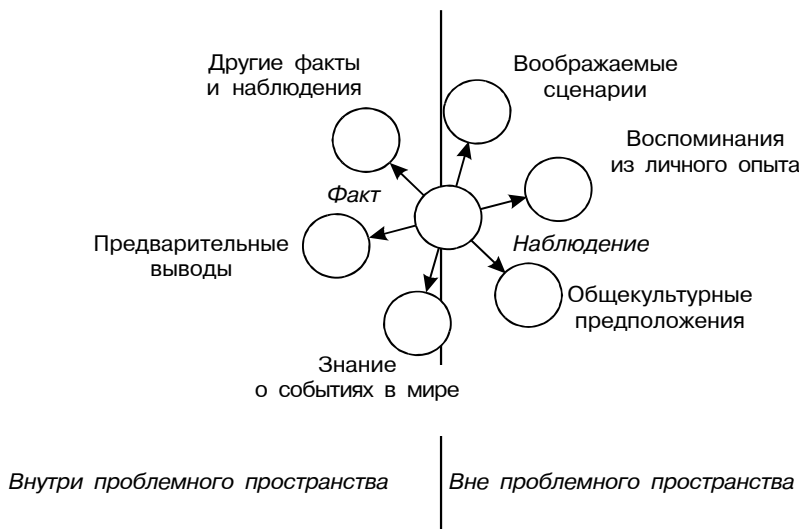 Другие факты
и наблюдения
Воображаемые
сценарии
Воспоминания
из личного опыта
Факт
Предварительные
выводы
Наблюдение
Общекультурные
предположения
Знание
о событиях в мире
Внутри проблемного пространства
Вне проблемного пространства